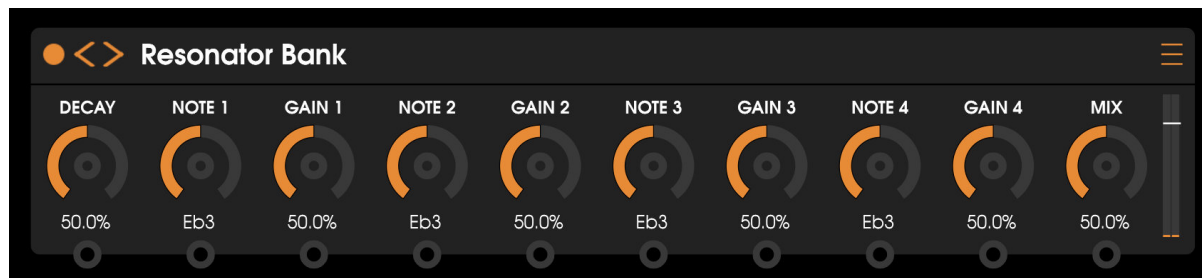 Resonator Bank
DECAY NOTE 1 GAIN 1 NOTE 2 GAIN 2 NOTE 3 GAIN 3 NOTE 4 GAIN 4 MIX
50.0% Eb3 50.0% Eb3 50.0% Eb3 50.0% Eb3 50.0% 50.0%